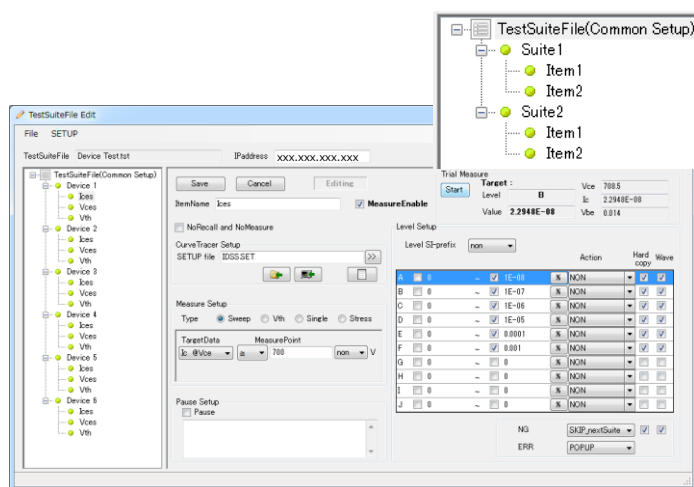 TestSuiteFile(Common Setup)
Suite1
Item1
Item2
Suite2
Item1
Item2
TestSuiteFile Edit
File SETUP
TestSuiteFile Device Test.tst IPaddress xxx.xxx.xxx.xxx
TestSuiteFile(Common Setup)
Device 1
Ices
Vces
Vth
Device 2
Ices
Vces
Vth
Device 3
Ices
Vces
Vth
Device 4
Ices
Vces
Vth
Device 5
Ices
Vces
Vth
Device 6
Ices
Vces
Vth
Save Cancel Editing
ItemName Ices MeasureEnable
NoRecall and NoMeasure
CurveTracer Setup
SETUP file IDSS.SET >>
Measure Setup
Type Sweep Vth Single Stress
TargetData MeasurePoint
Ic @Vce ≥ 700 non V
Pause Setup
Pause
Trial Measure
Start
Target :
Level B
Value 2.2948E-08
Vce 700.5
Ic 2.2948E-08
Vbe 0.014
Level Setup
Level SI-prefix non
Action Hard copy Wave
A 0 ~ 1E-08 % NON
B 0 ~ 1E-07 % NON
C 0 ~ 1E-06 % NON
D 0 ~ 1E-05 % NON
E 0 ~ 0.0001 % NON
F 0 ~ 0.001 % NON
G 0 ~ 0 % NON
H 0 ~ 0 % NON
I 0 ~ 0 % NON
J 0 ~ 0 % NON
NG SKIP_nextSuite
ERR POPUP